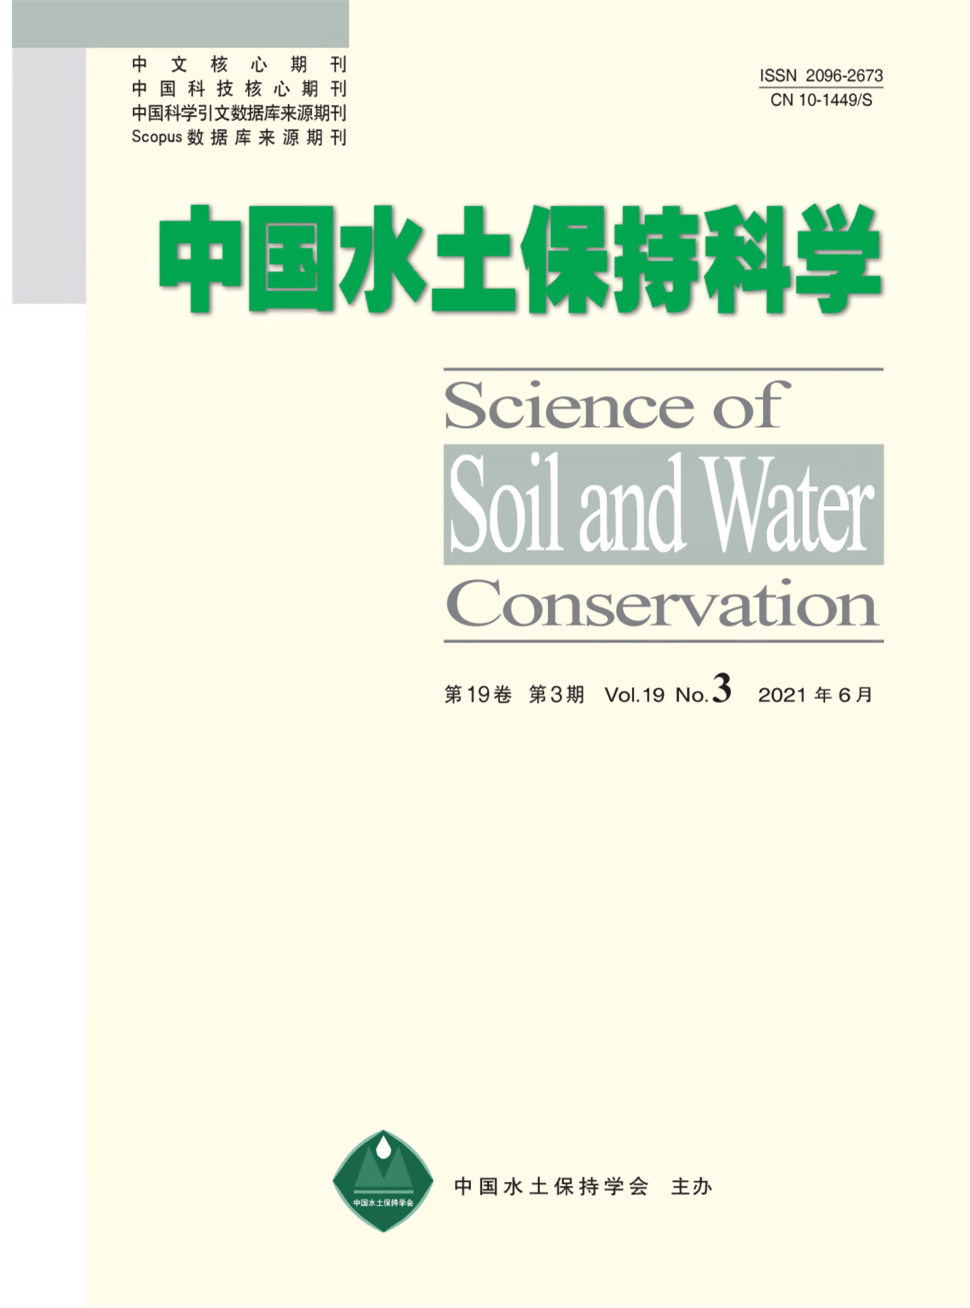 中文核心期刊
中国科技核心期刊
中国科学引文数据库来源期刊
Scopus 数据库来源期刊
ISSN 2096-2673
CN 10-1449/S
中国水土保持科学
Science of
Soil and Water
Conservation
第19卷 第3期 Vol.19 No.3 2021年6月
中国水土保持学会
中国水土保持学会 主办